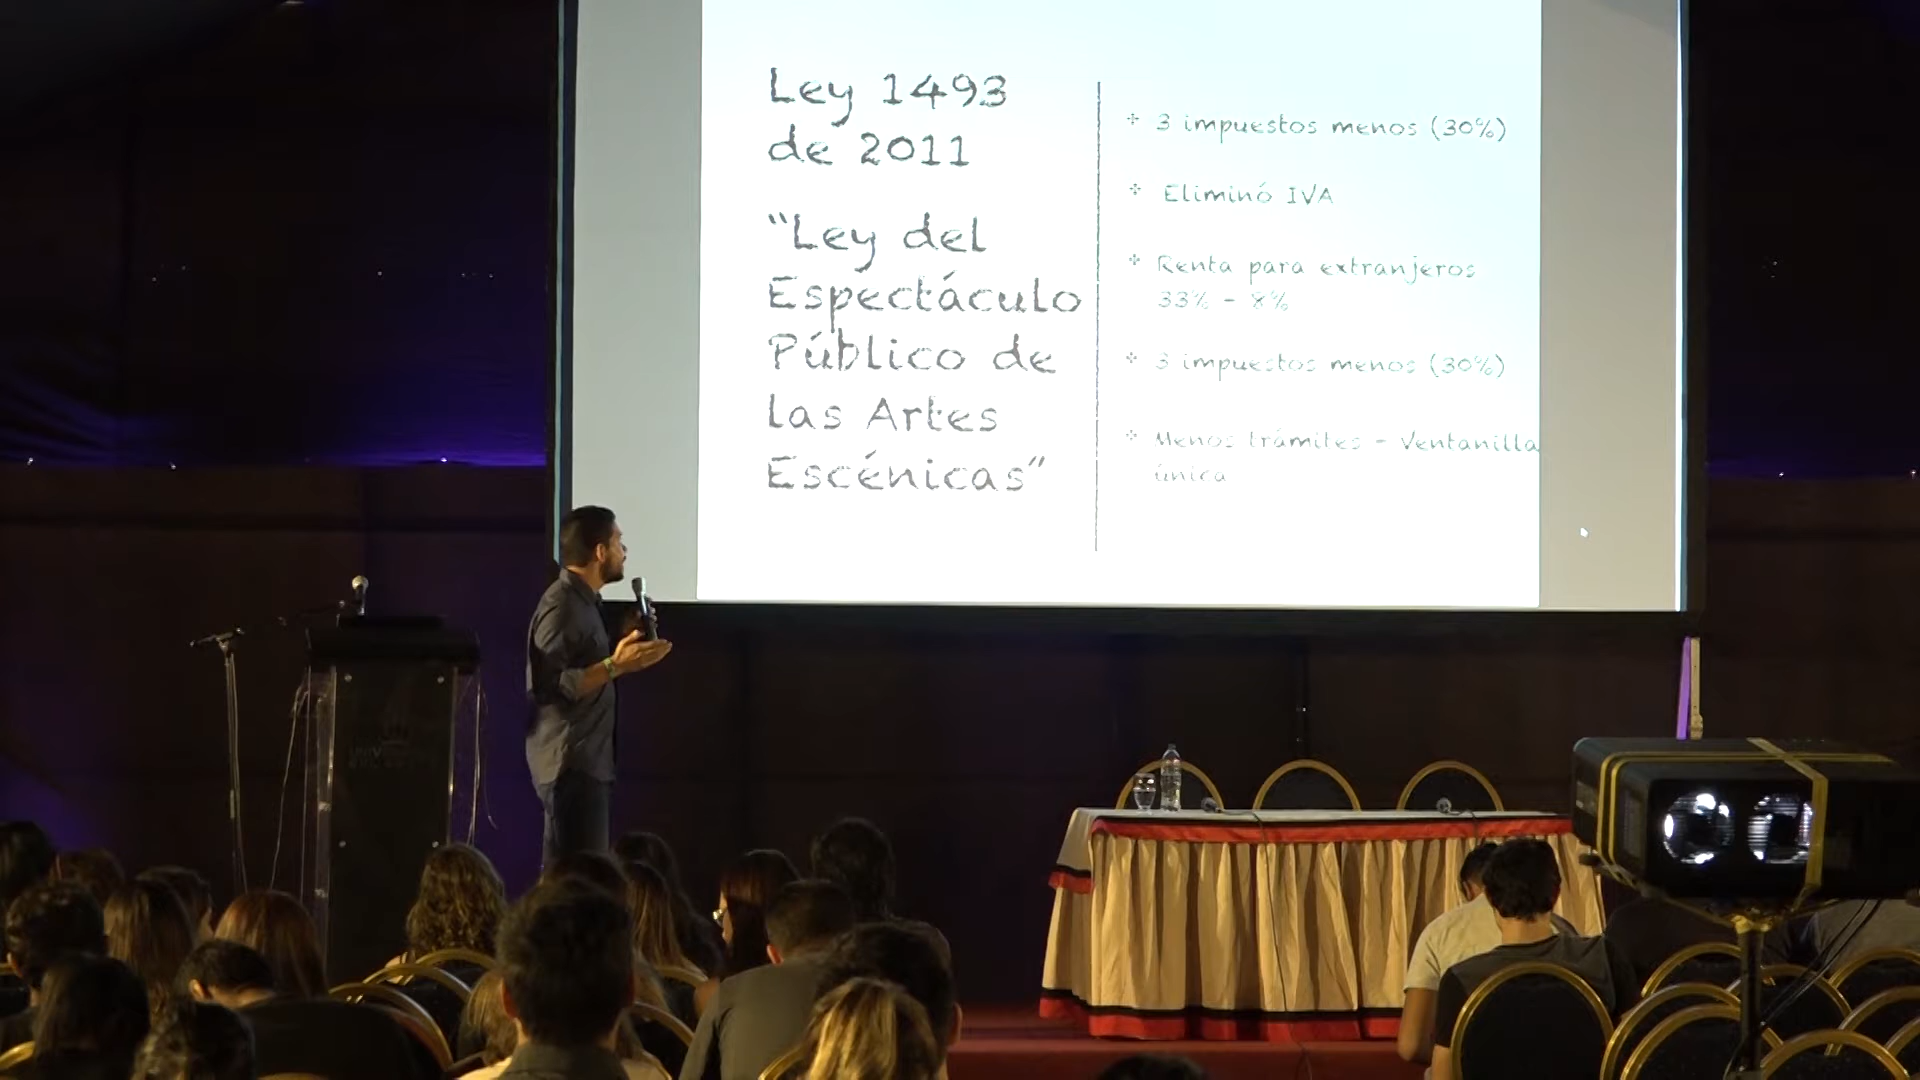 Ley 1493
de 2011
“Ley del
Espectáculo
Público de
las Artes
Escénicas”
3 impuestos menos (30%)
Eliminó IVA
Renta para extranjeros
33% - 8%
3 impuestos menos (30%)
Menos trámites - Ventanilla
única